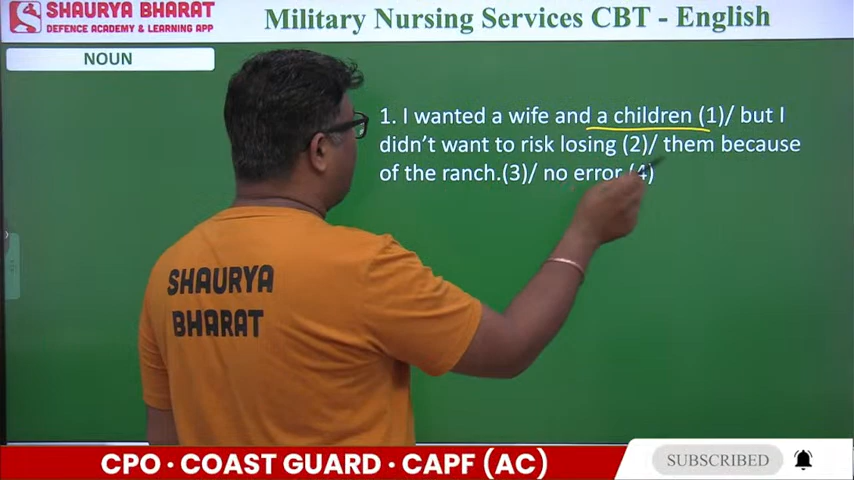 SHAURYA BHARAT
DEFENCE ACADEMY & LEARNING APP
Military Nursing Services CBT - English
NOUN
1. I wanted a wife and a children (1)/ but I
didn't want to risk losing (2)/ them because
of the ranch.(3)/ no error (4)
SHAURYA
BHARAT
CPO · COAST GUARD · CAPF (AC)
SUBSCRIBED